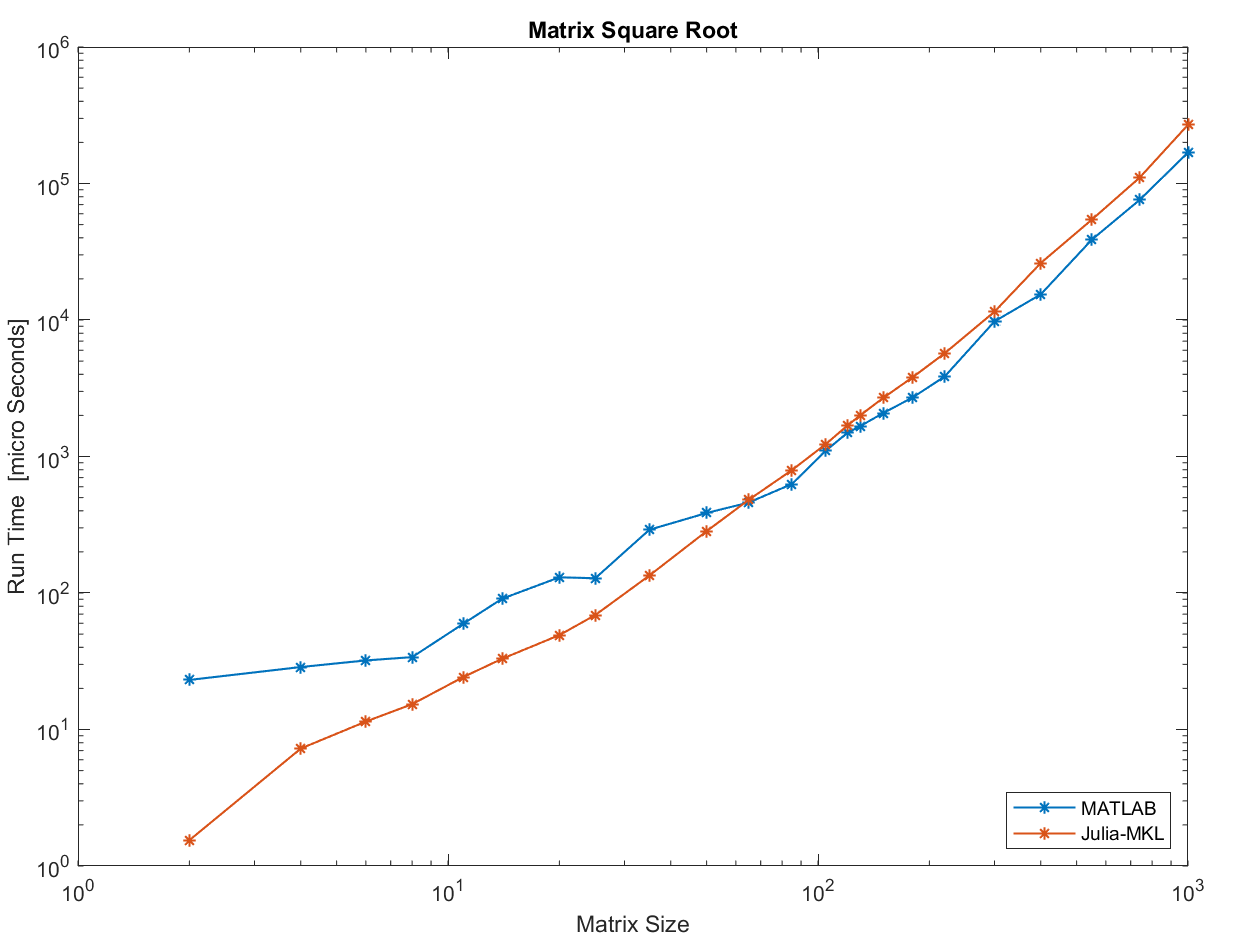 Matrix Square Root
10^6
10^5
10^4
10^3
10^2
10^1
10^0
Run Time [micro Seconds]
10^0 10^1 10^2 10^3
Matrix Size
MATLAB
Julia-MKL